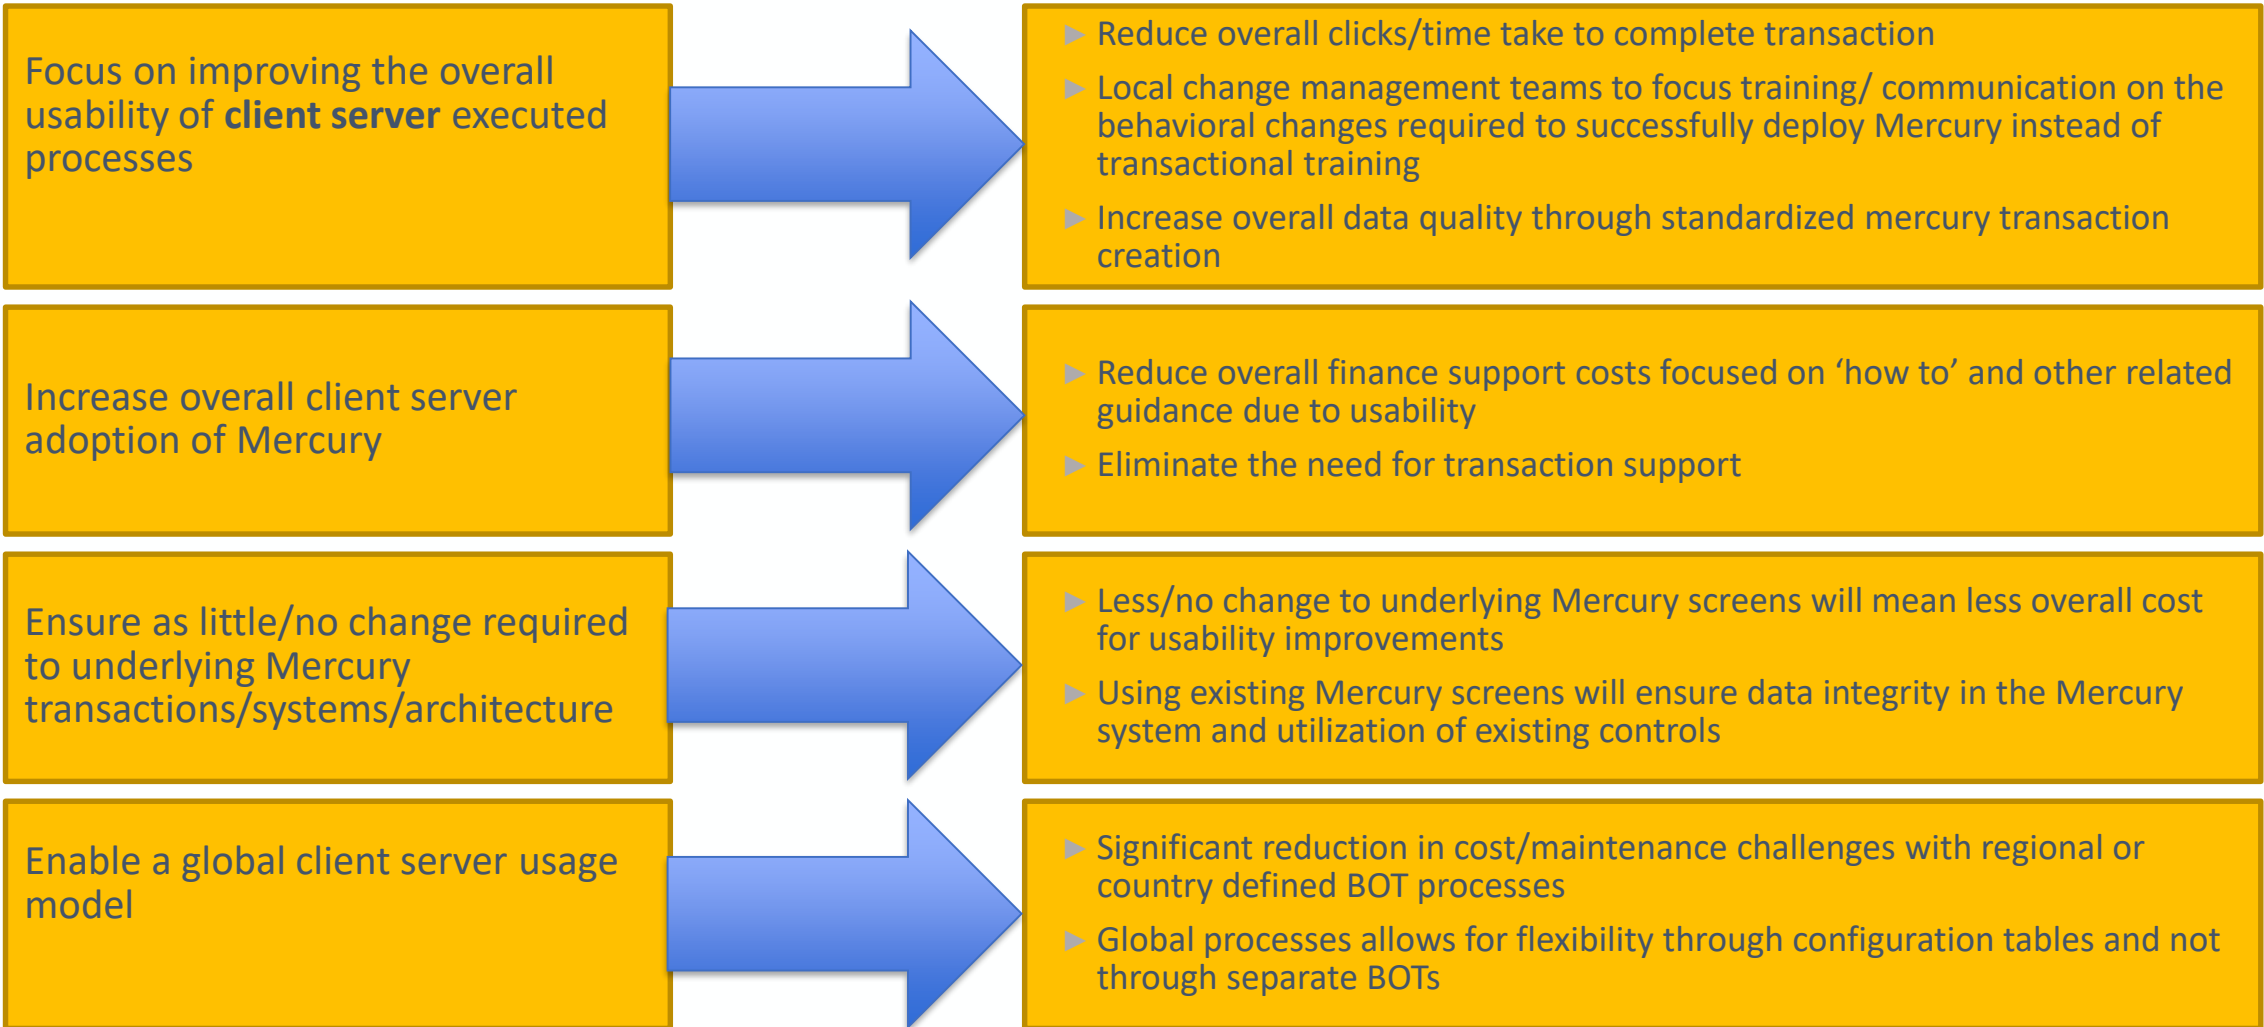 Focus on improving the overall
usability of client server executed
processes
► Reduce overall clicks/time take to complete transaction
► Local change management teams to focus training/ communication on the
behavioral changes required to successfully deploy Mercury instead of
transactional training
► Increase overall data quality through standardized mercury transaction
creation
Increase overall client server
adoption of Mercury
► Reduce overall finance support costs focused on ‘how to’ and other related
guidance due to usability
► Eliminate the need for transaction support
Ensure as little/no change required
to underlying Mercury
transactions/systems/architecture
► Less/no change to underlying Mercury screens will mean less overall cost
for usability improvements
► Using existing Mercury screens will ensure data integrity in the Mercury
system and utilization of existing controls
Enable a global client server usage
model
► Significant reduction in cost/maintenance challenges with regional or
country defined BOT processes
► Global processes allows for flexibility through configuration tables and not
through separate BOTs